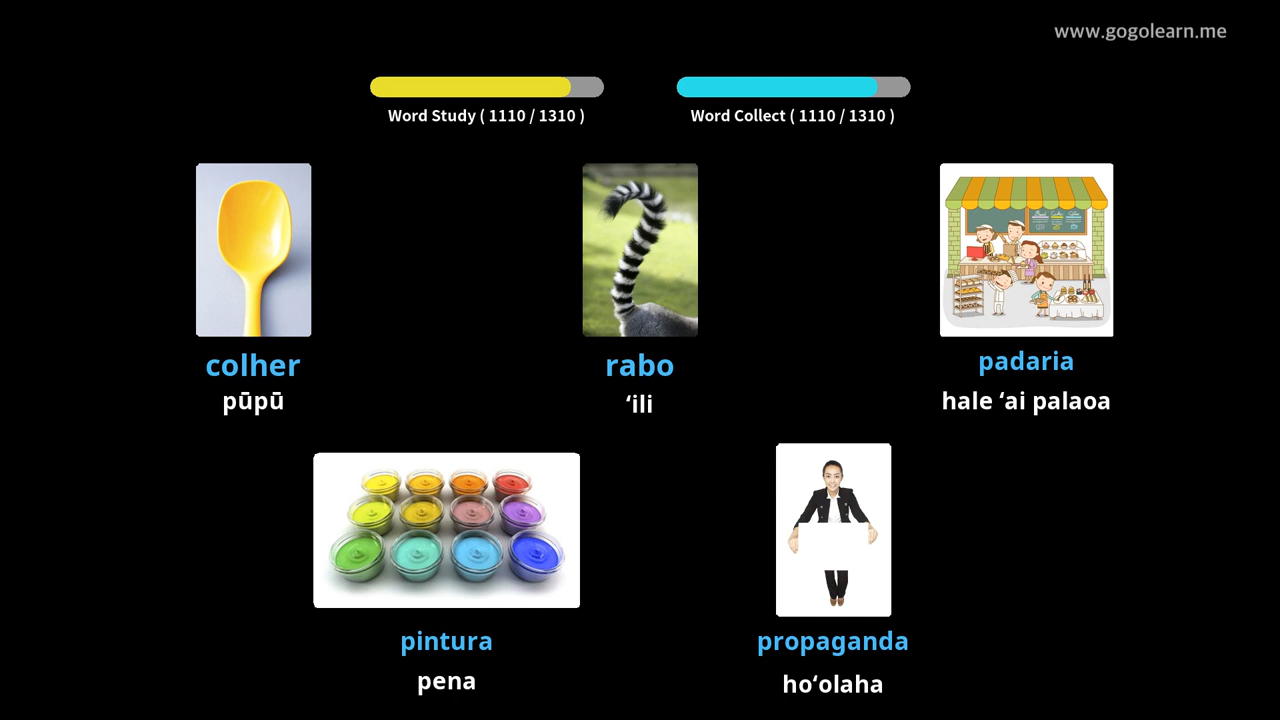 www.gogolearn.me
Word Study ( 1110 / 1310 )
Word Collect ( 1110 / 1310 )
colher
pūpū
rabo
ʻili
padaria
hale ʻai palaoa
pintura
pena
propaganda
hoʻolaha